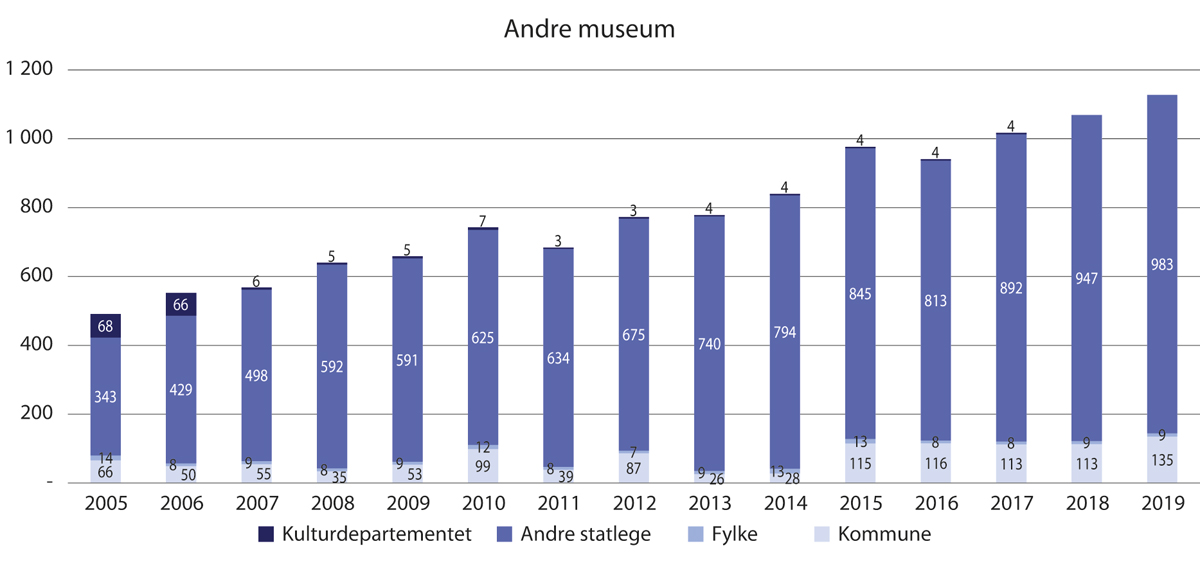 Andre museum
1 200
1 000
800
600
400
200
-
68 66 6 5 5 7 3 3 4 4 4 4 4
343 429 498 592 591 625 634 675 740 794 845 813 892 947 983
14 8 9 8 9 12 8 7 9 13 13 8 8 9 9
66 50 55 35 53 99 39 87 26 28 115 116 113 113 135
2005 2006 2007 2008 2009 2010 2011 2012 2013 2014 2015 2016 2017 2018 2019
Kulturdepartementet Andre statlege Fylke Kommune